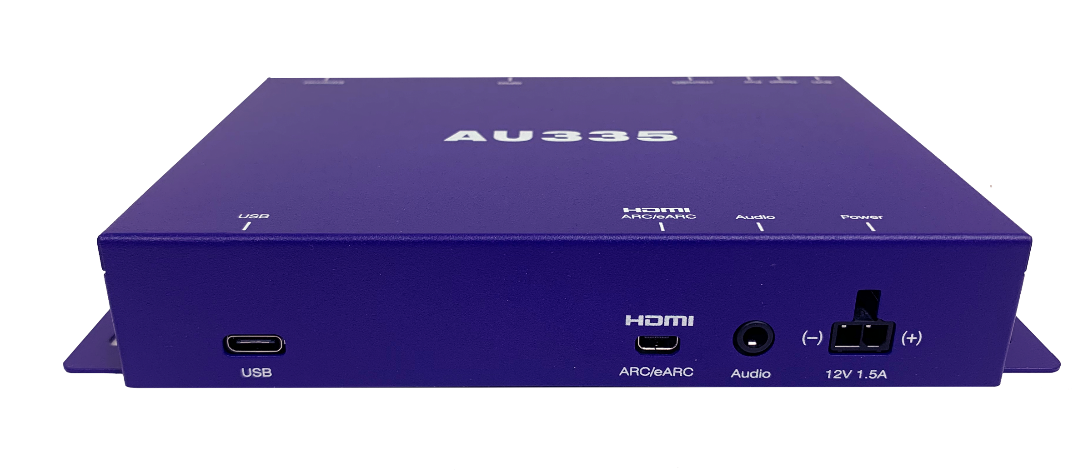 AU335
USB
HDMI
ARC/eARC
Audio
Power
HDMI
(–)
(+)
USB
ARC/eARC
Audio
12V 1.5A